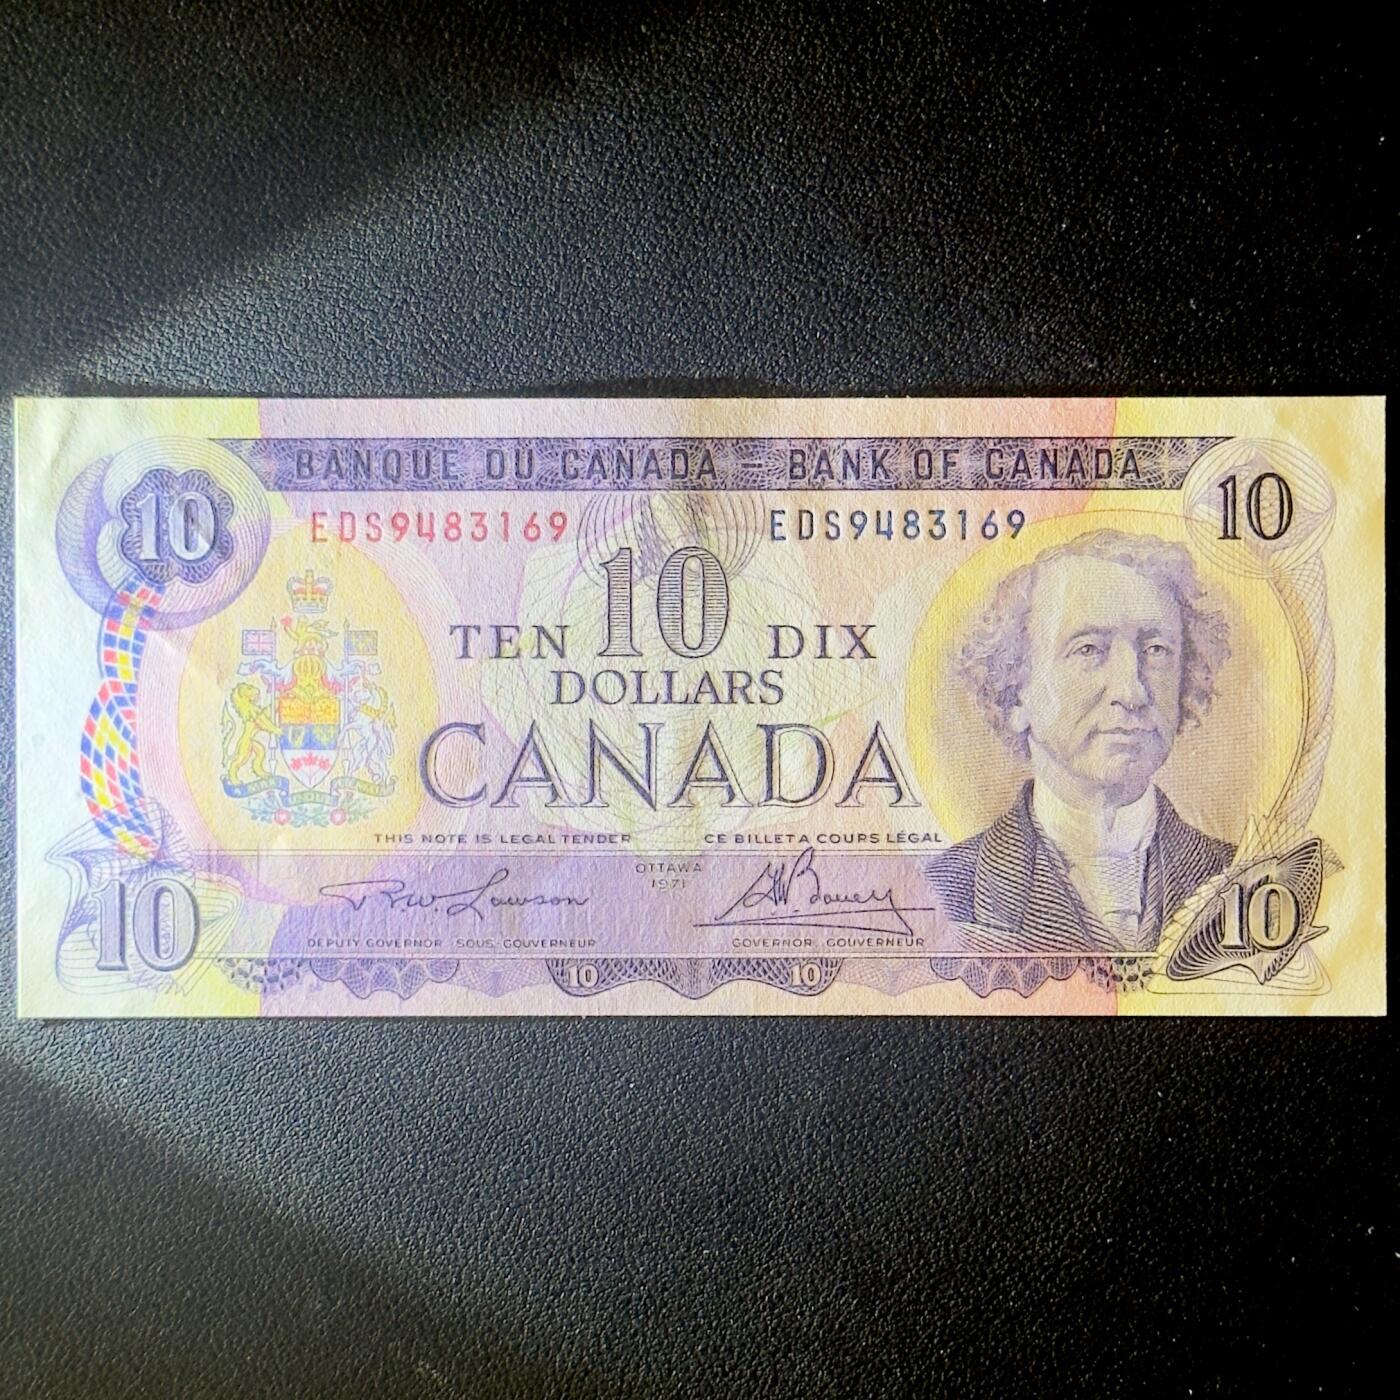 BANQUE DU CANADA – BANK OF CANADA
10
10
EDS9483169
EDS9483169
TEN 10 DIX
DOLLARS
CANADA
THIS NOTE IS LEGAL TENDER
CE BILLET A COURS LÉGAL
OTTAWA
1971
R.W. Lawson
DEPUTY GOVERNOR SOUS-GOUVERNEUR
GOVERNOR GOUVERNEUR
10
10
10
10